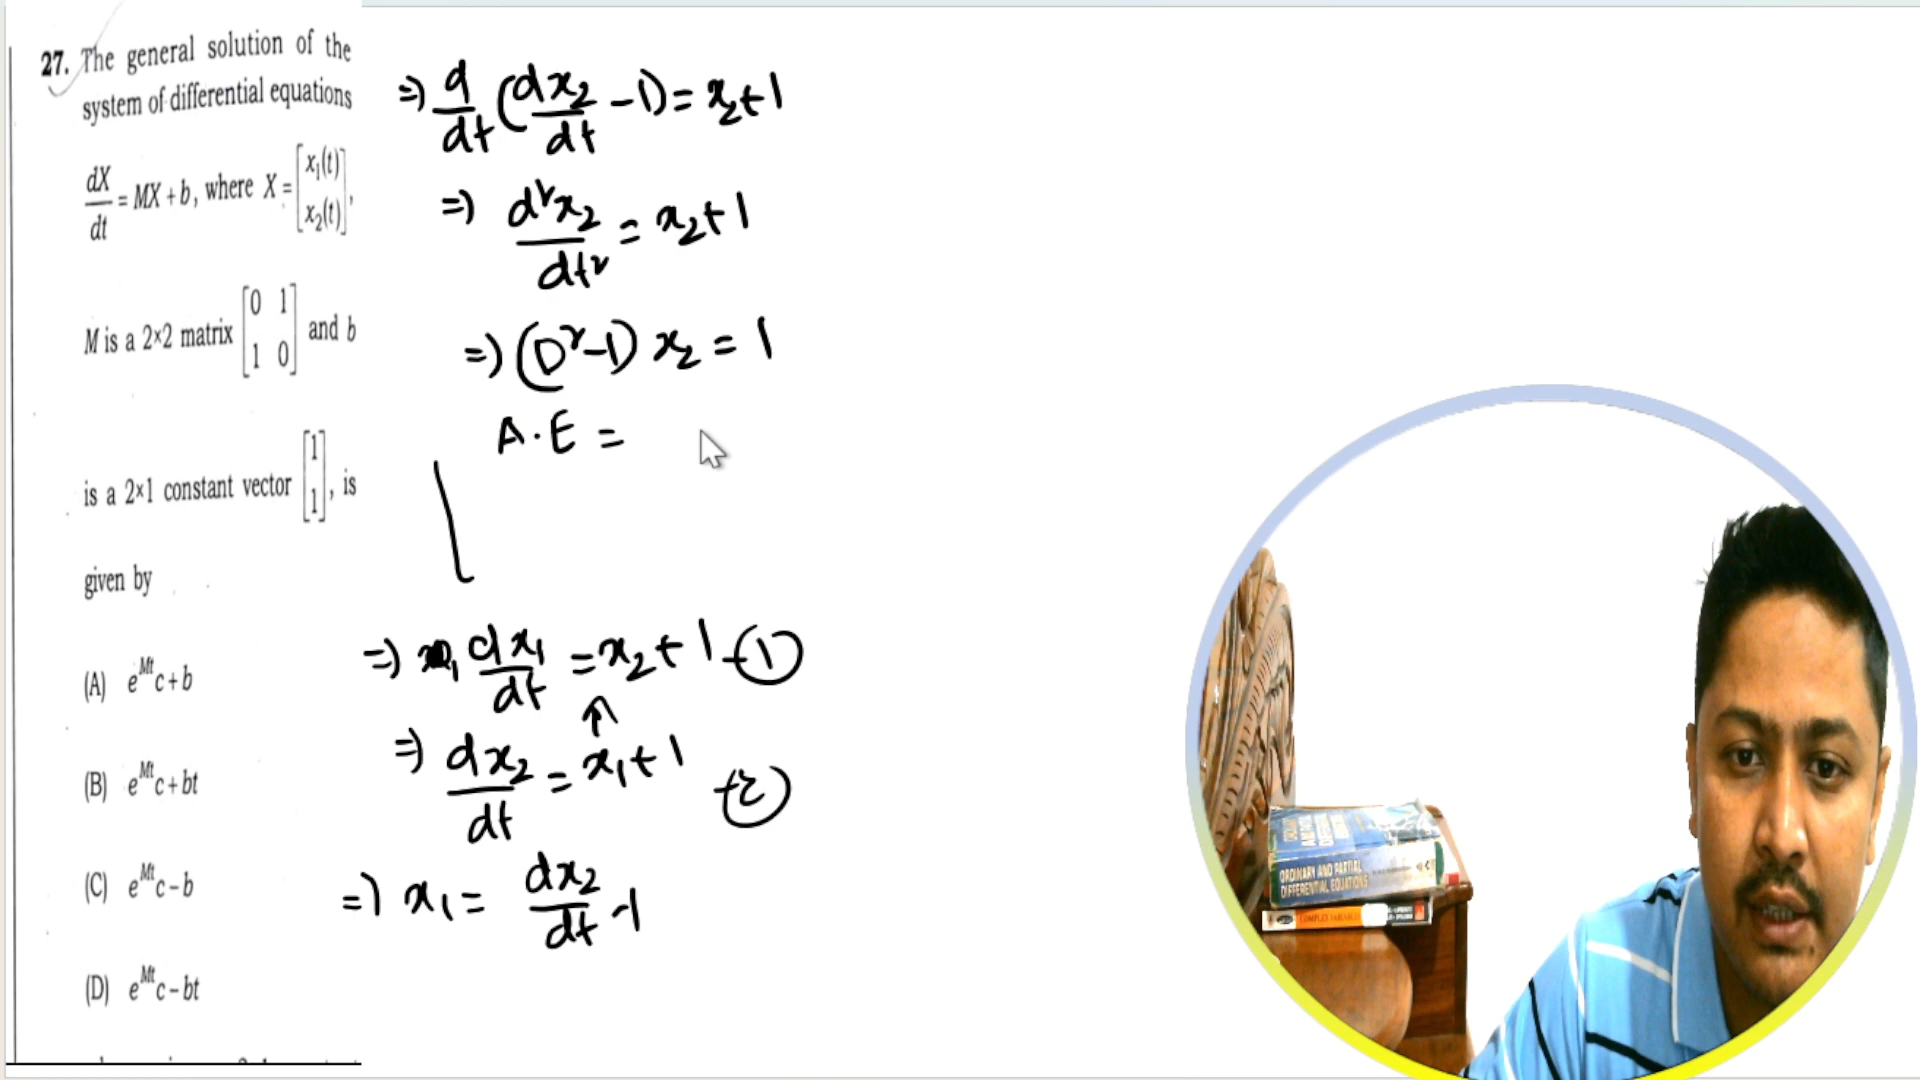 27. The general solution of the
system of differential equations
dX/dt = MX + b, where X = [x₁(t) x₂(t)],
M is a 2×2 matrix [0 1 1 0] and b
is a 2×1 constant vector [1 1], is
given by
(A) e^Mt c + b
(B) e^Mt c + bt
(C) e^Mt c − b
(D) e^Mt c − bt
⇒ d/dt (dx₂/dt − 1) = x₂ + 1
⇒ d²x₂/dt² = x₂ + 1
⇒ (D² − 1) x₂ = 1
A.E =
⇒ dx₁/dt = x₂ + 1 — ①
⇒ dx₂/dt = x₁ + 1 — ②
⇒ x₁ = dx₂/dt − 1
ORDINARY AND PARTIAL
DIFFERENTIAL EQUATIONS
COMPLEX VARIABLES